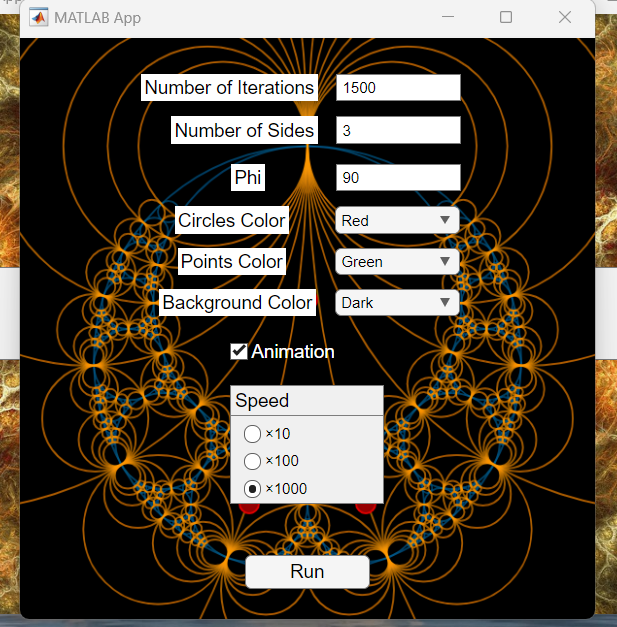 MATLAB App
Number of Iterations 1500
Number of Sides 3
Phi 90
Circles Color Red
Points Color Green
Background Color Dark
Animation
Speed
×10
×100
×1000
Run